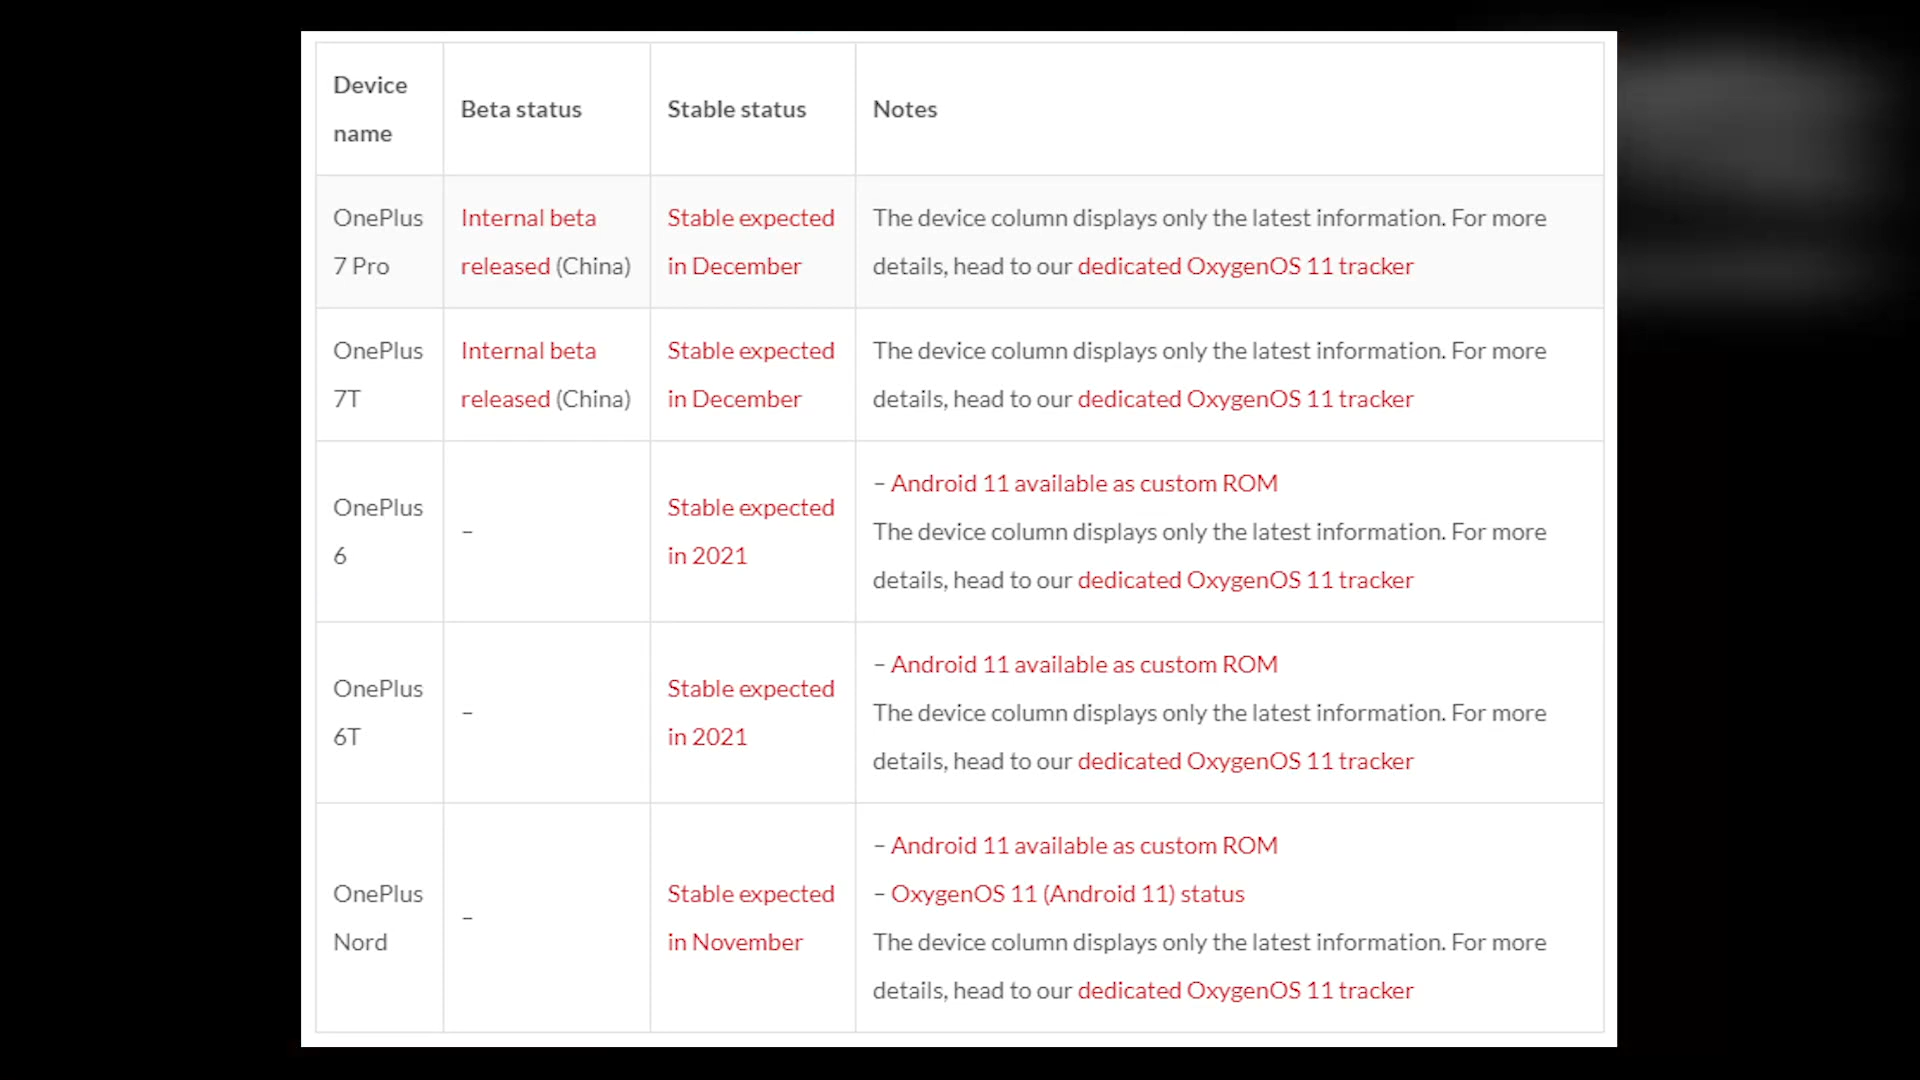 Device
name
Beta status
Stable status
Notes
OnePlus
7 Pro
Internal beta
released (China)
Stable expected
in December
The device column displays only the latest information. For more
details, head to our dedicated OxygenOS 11 tracker
OnePlus
7T
Internal beta
released (China)
Stable expected
in December
The device column displays only the latest information. For more
details, head to our dedicated OxygenOS 11 tracker
OnePlus
6
–
Stable expected
in 2021
– Android 11 available as custom ROM
The device column displays only the latest information. For more
details, head to our dedicated OxygenOS 11 tracker
OnePlus
6T
–
Stable expected
in 2021
– Android 11 available as custom ROM
The device column displays only the latest information. For more
details, head to our dedicated OxygenOS 11 tracker
OnePlus
Nord
–
Stable expected
in November
– Android 11 available as custom ROM
– OxygenOS 11 (Android 11) status
The device column displays only the latest information. For more
details, head to our dedicated OxygenOS 11 tracker